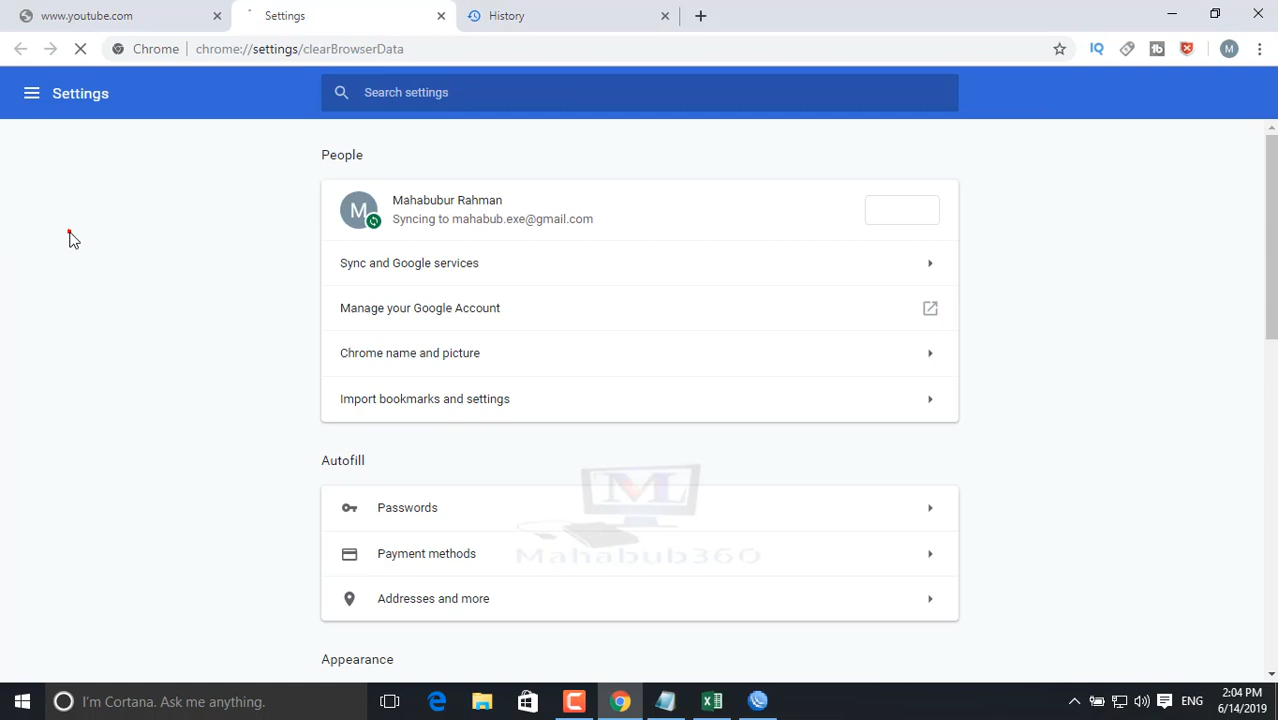 www.youtube.com
Settings
History
Chrome
chrome://settings/clearBrowserData
IQ
tb
M
Settings
Search settings
People
M
Mahabubur Rahman
Syncing to mahabub.exe@gmail.com
Sync and Google services
Manage your Google Account
Chrome name and picture
Import bookmarks and settings
Autofill
Passwords
Payment methods
Addresses and more
M
Mahabub360
Appearance
I'm Cortana. Ask me anything.
ENG
2:04 PM
6/14/2019